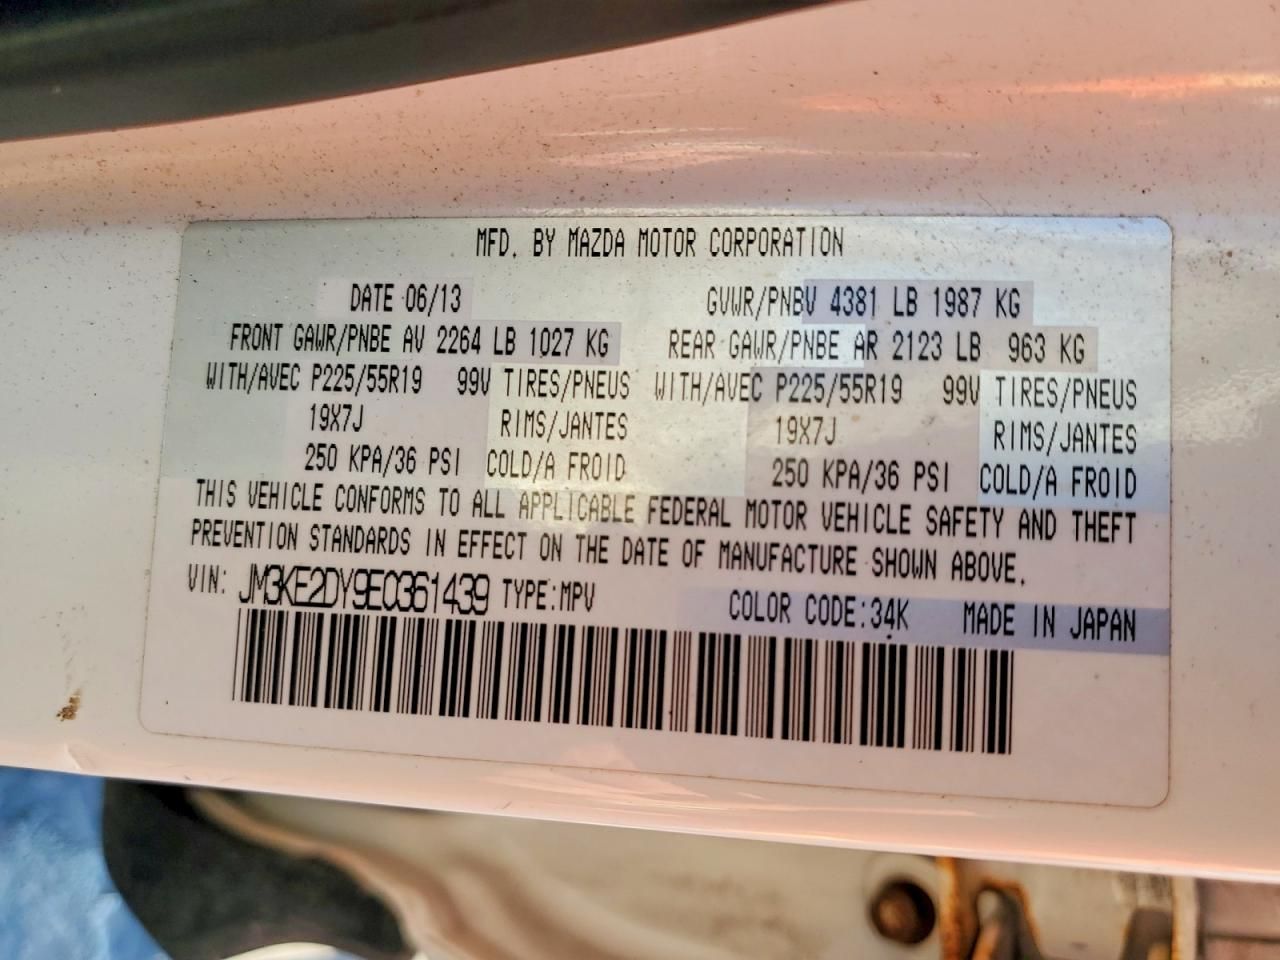 MFD. BY MAZDA MOTOR CORPORATION
DATE 06/13 GVWR/PNBV 4381 LB 1987 KG
FRONT GAWR/PNBE AV 2264 LB 1027 KG REAR GAWR/PNBE AR 2123 LB 963 KG
WITH/AVEC P225/55R19 99V TIRES/PNEUS WITH/AVEC P225/55R19 99V TIRES/PNEUS
19X7J RIMS/JANTES 19X7J RIMS/JANTES
250 KPA/36 PSI COLD/A FROID 250 KPA/36 PSI COLD/A FROID
THIS VEHICLE CONFORMS TO ALL APPLICABLE FEDERAL MOTOR VEHICLE SAFETY AND THEFT
PREVENTION STANDARDS IN EFFECT ON THE DATE OF MANUFACTURE SHOWN ABOVE.
VIN: JM3KE2DY9E0361439 TYPE:MPV COLOR CODE:34K MADE IN JAPAN